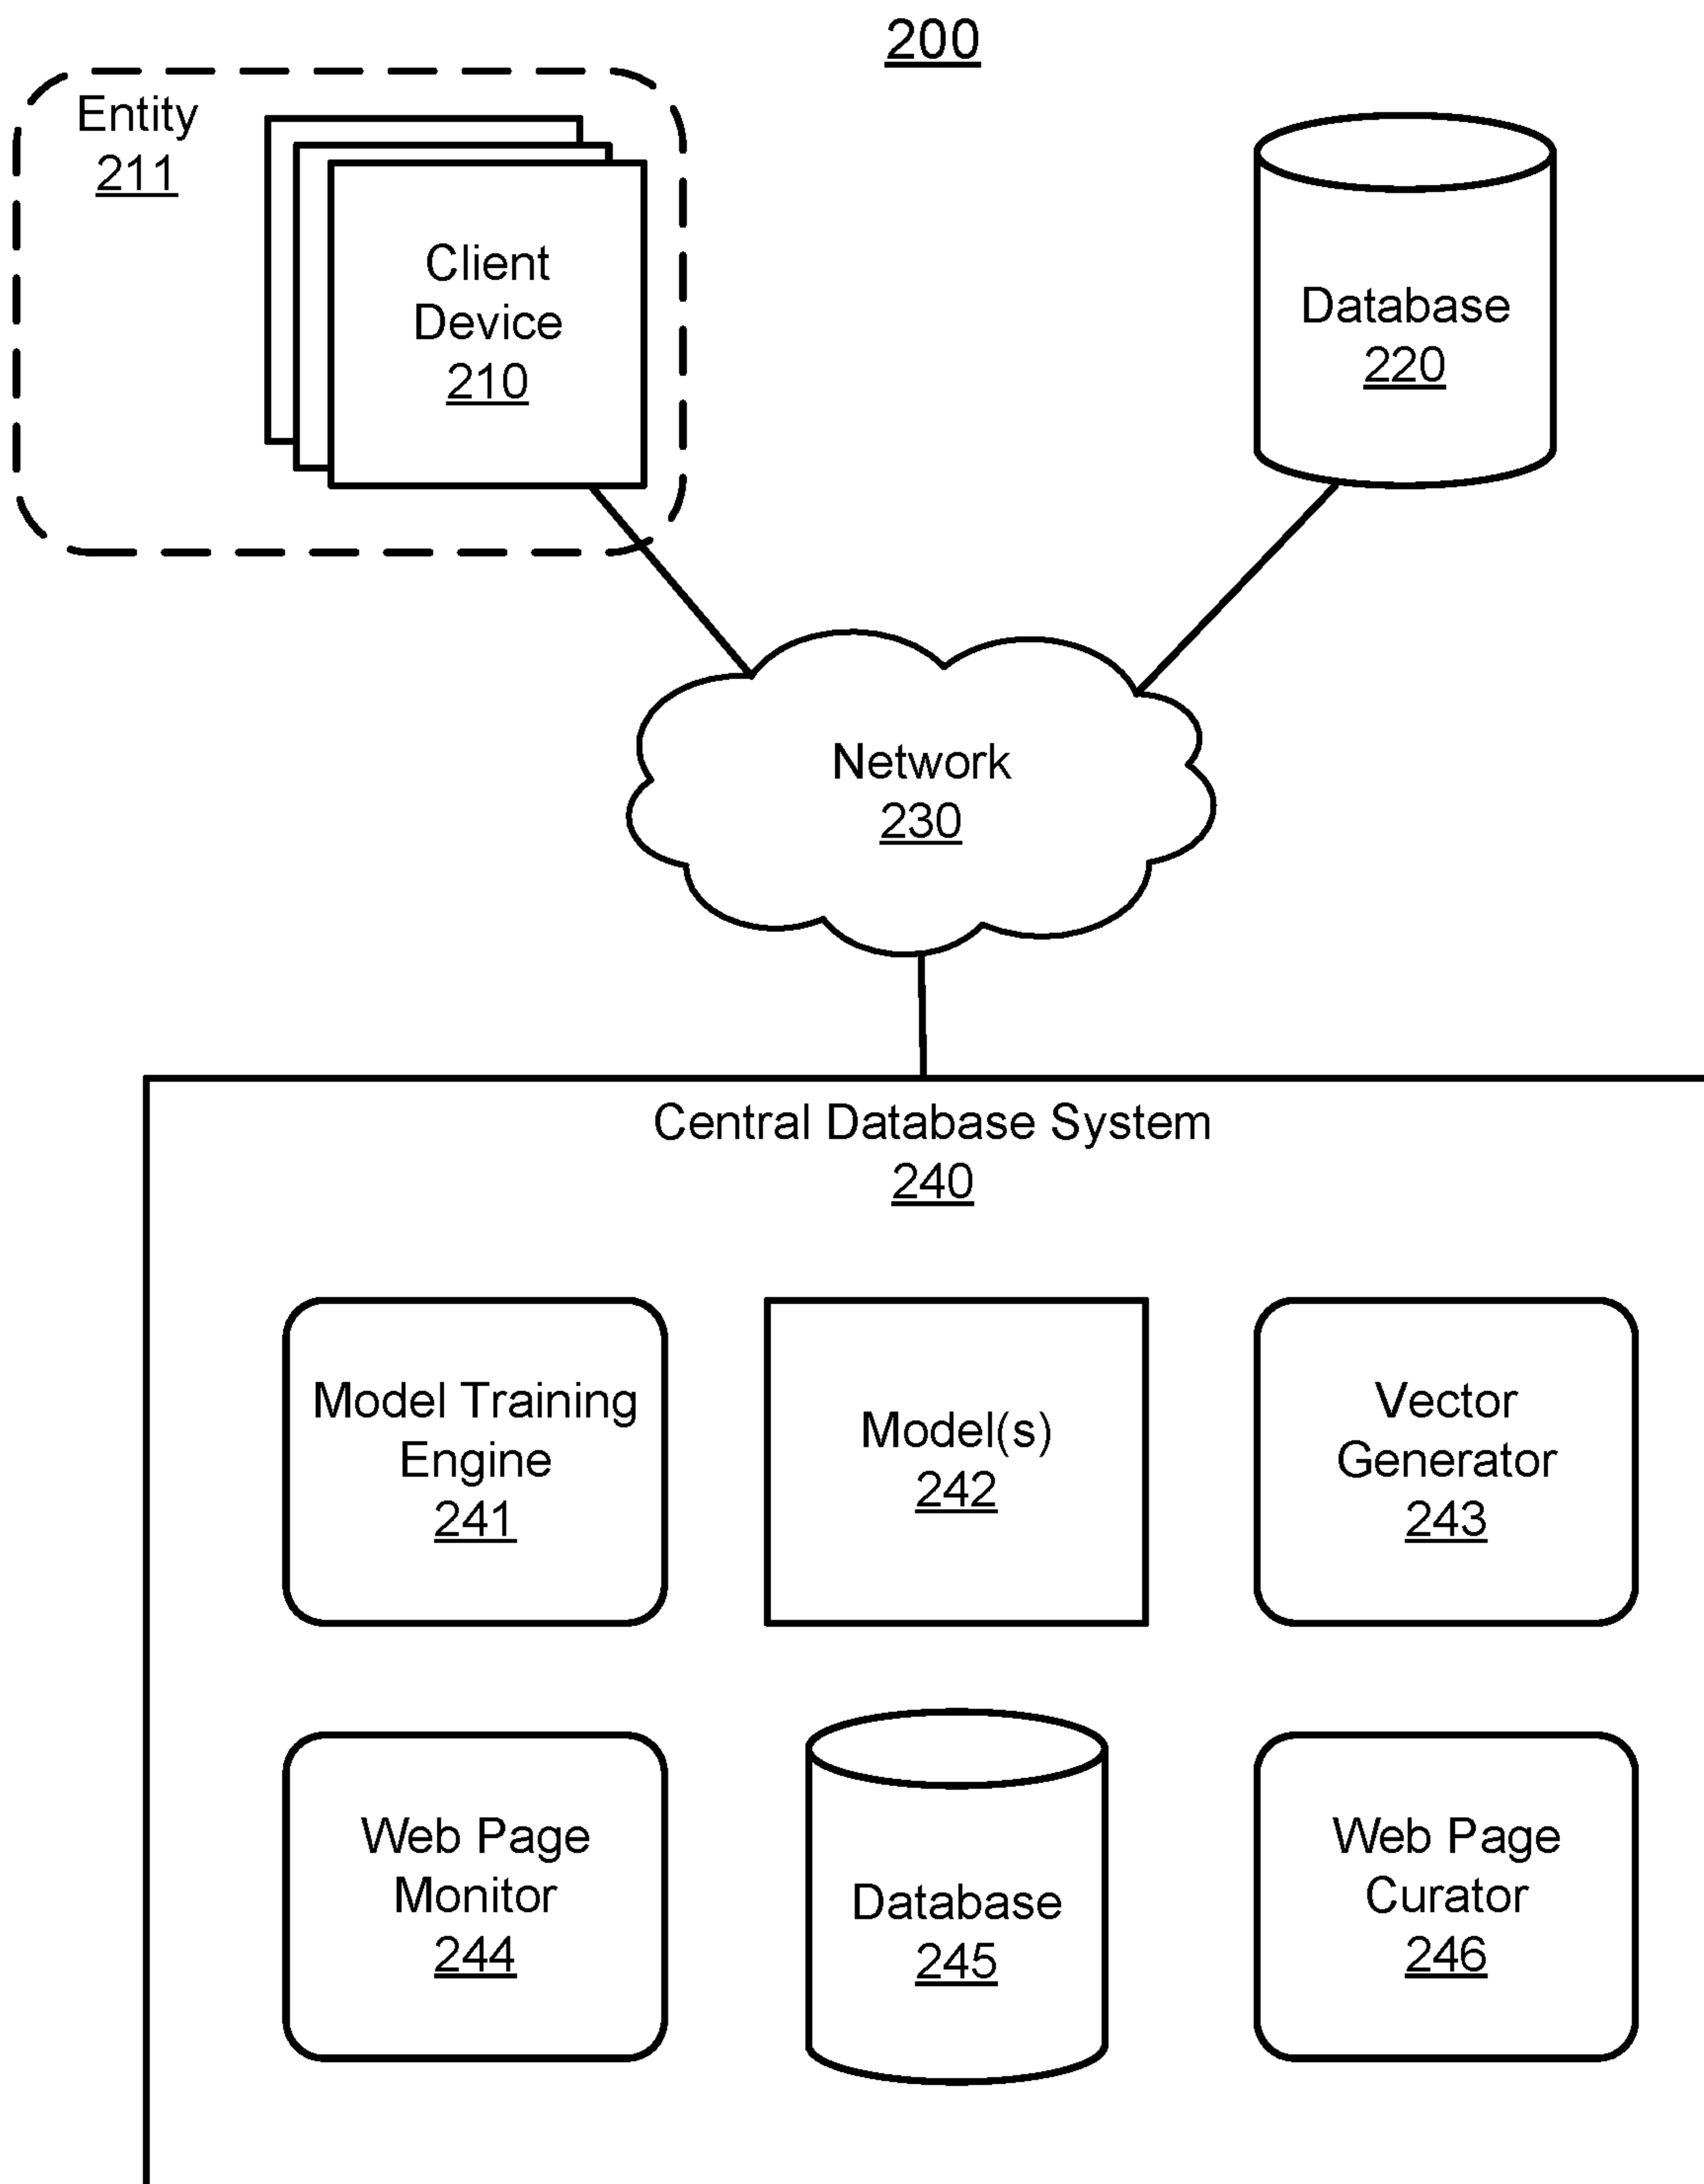 200
Entity
211
Client
Device
210
Database
220
Network
230
Central Database System
240
Model Training
Engine
241
Model(s)
242
Vector
Generator
243
Web Page
Monitor
244
Database
245
Web Page
Curator
246